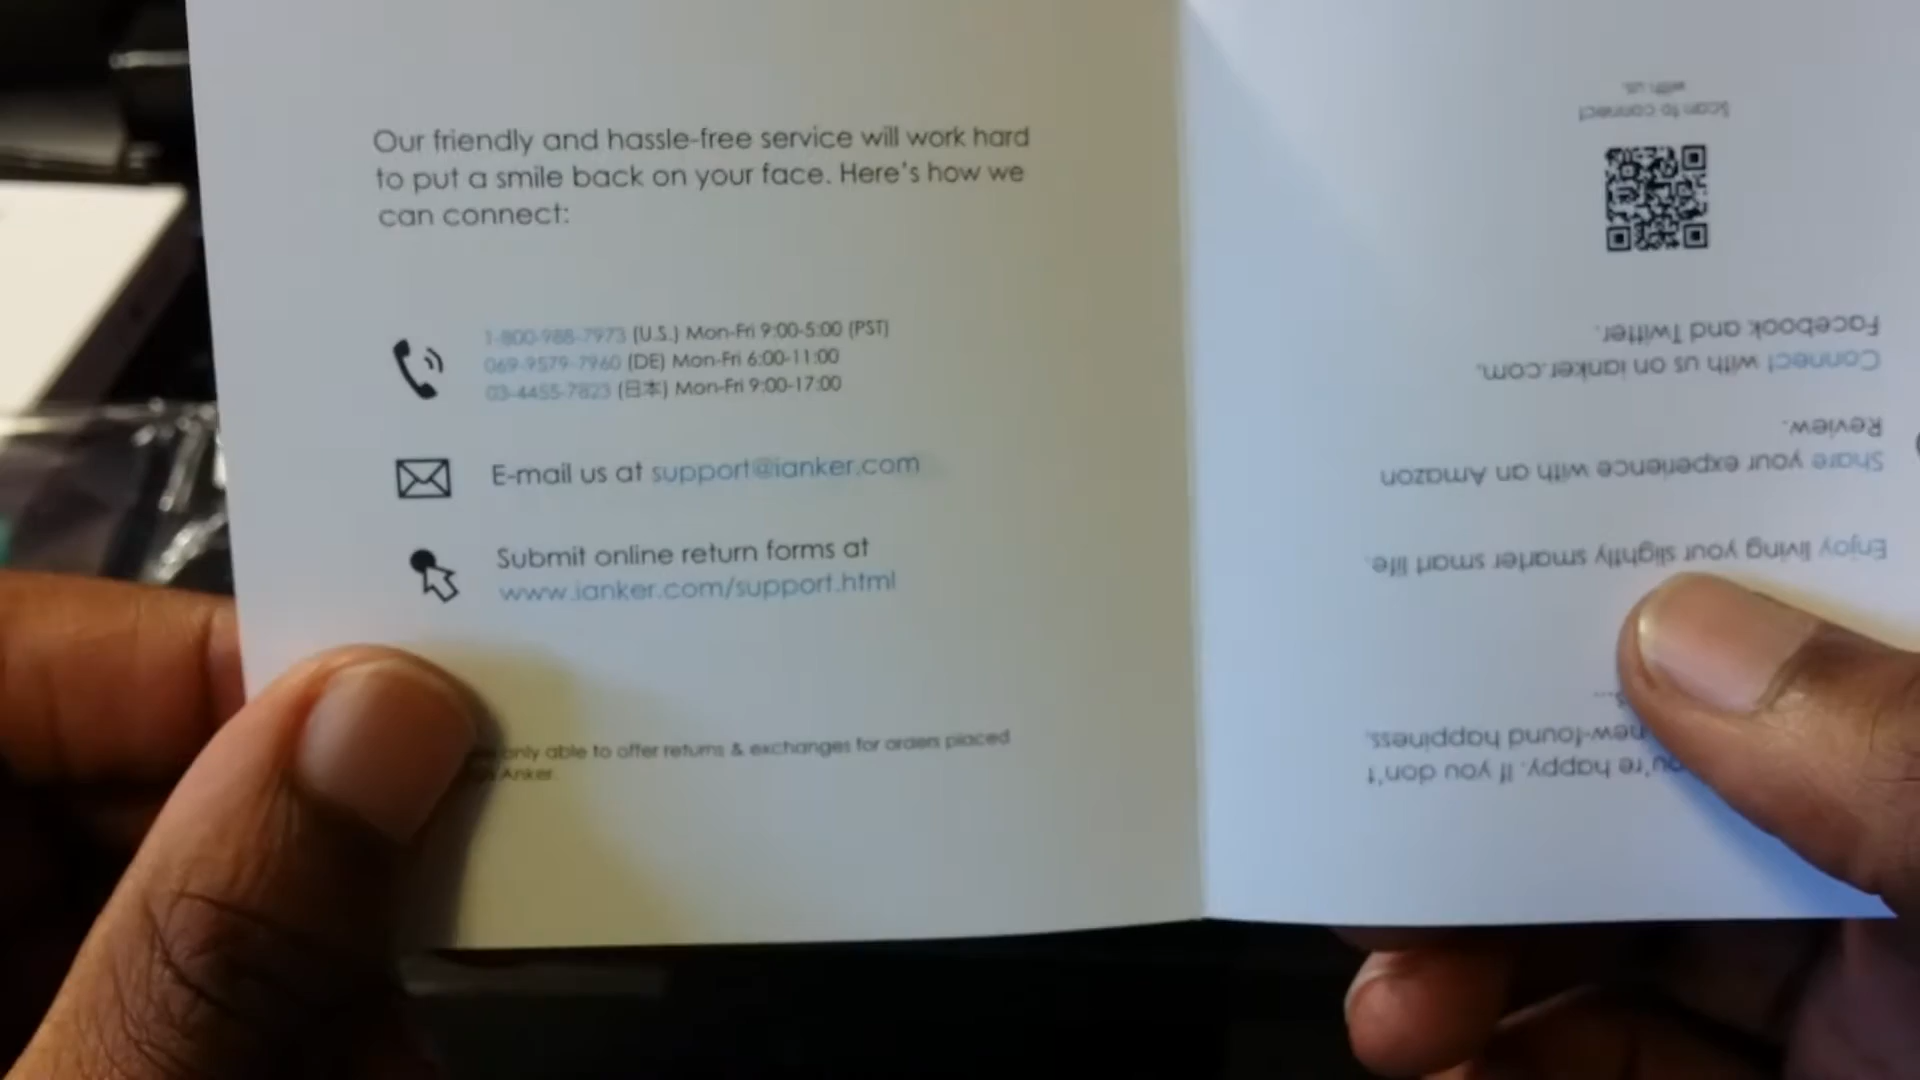 Our friendly and hassle-free service will work hard
to put a smile back on your face. Here's how we
can connect:
1-800-988-7973 (U.S.) Mon-Fri 9:00-5:00 (PST)
069-9579-7960 (DE) Mon-Fri 6:00-11:00
03-4455-7823 (日本) Mon-Fri 9:00-17:00
E-mail us at support@ianker.com
Submit online return forms at
www.ianker.com/support.html
only able to offer returns & exchanges for orders placed
Anker.
you're happy. If you don't
new-found happiness,
Enjoy living your slightly smarter smart life.
Share your experience with an Amazon
Review.
Connect with us on ianker.com,
Facebook and Twitter.
Scan to connect
with us.